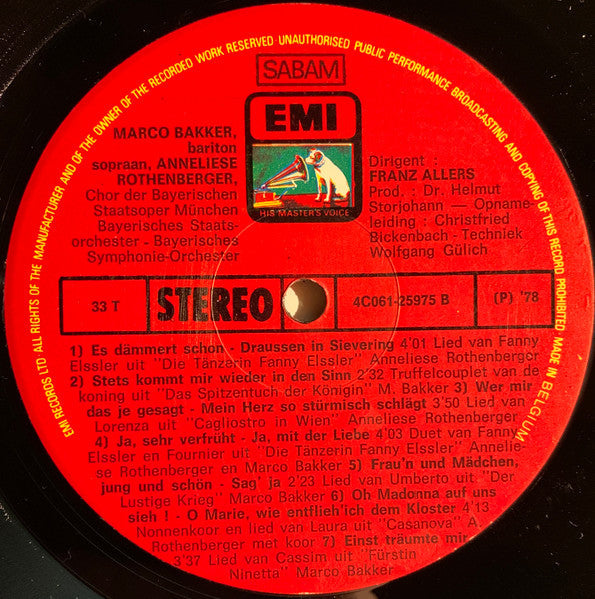 EMI RECORDS LTD ALL RIGHTS OF THE MANUFACTURER AND OF THE OWNER OF THE RECORDED WORK RESERVED UNAUTHORISED PUBLIC PERFORMANCE BROADCASTING AND COPYING OF THIS RECORD PROHIBITED MADE IN BELGIUM
SABAM
EMI
HIS MASTER'S VOICE
MARCO BAKKER,
bariton
sopraan, ANNELIESE
ROTHENBERGER,
Chor der Bayerischen
Staatsoper München
Bayerisches Staats-
orchester - Bayerisches
Symphonie-Orchester
Dirigent :
FRANZ ALLERS
Prod. : Dr. Helmut
Storjohann — Opname-
leiding : Christfried
Bickenbach - Techniek
Wolfgang Gülich
33 T
STEREO
4C061-25975 B
(P) '78
1) Es dämmert schon - Draussen in Sievering 4'01 Lied van Fanny
Elssler uit "Die Tänzerin Fanny Elssler" Anneliese Rothenberger
2) Stets kommt mir wieder in den Sinn 2'32 Truffelcouplet van de
koning uit "Das Spitzentuch der Königin" M. Bakker 3) Wer mir
das je gesagt - Mein Herz so stürmisch schlägt 3'50 Lied van
Lorenza uit "Cagliostro in Wien" Anneliese Rothenberger
4) Ja, sehr verfrüht - Ja, mit der Liebe 4'03 Duet van Fanny
Elssler en Fournier uit "Die Tänzerin Fanny Elssler" Annelie-
se Rothenberger en Marco Bakker 5) Frau'n und Mädchen,
jung und schön - Sag' ja 2'23 Lied van Umberto uit "Der
Lustige Krieg" Marco Bakker 6) Oh Madonna auf uns
sieh ! - O Marie, wie entflieh'ich dem Kloster 4'13
Nonnenkoor en lied van Laura uit "Casanova" A.
Rothenberger met koor 7) Einst träumte mir
3'37 Lied van Cassim uit "Fürstin
Ninetta" Marco Bakker